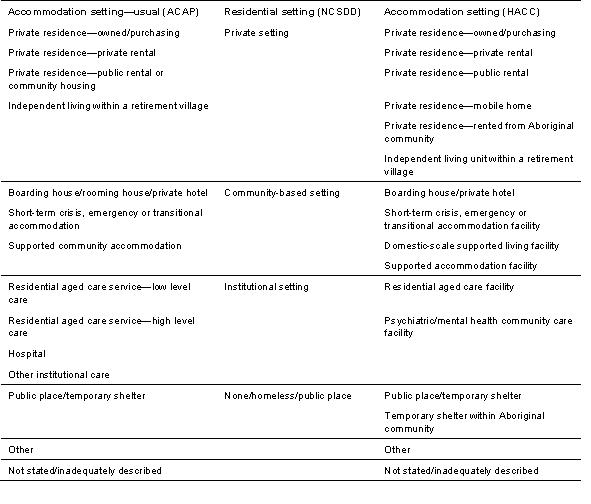 Accommodation setting—usual (ACAP) Residential setting (NCSDD) Accommodation setting (HACC)
Private residence—owned/purchasing Private setting Private residence—owned/purchasing
Private residence—private rental Private residence—private rental
Private residence—public rental or Private residence—public rental
community housing
Independent living within a retirement village Private residence—mobile home
Private residence—rented from Aboriginal
community
Independent living unit within a retirement
village
Boarding house/rooming house/private hotel Community-based setting Boarding house/private hotel
Short-term crisis, emergency or transitional Short-term crisis, emergency or
accommodation transitional accommodation facility
Supported community accommodation Domestic-scale supported living facility
Supported accommodation facility
Residential aged care service—low level Institutional setting Residential aged care facility
care
Residential aged care service—high level Psychiatric/mental health community care
care facility
Hospital
Other institutional care
Public place/temporary shelter None/homeless/public place Public place/temporary shelter
Temporary shelter within Aboriginal
community
Other Other
Not stated/inadequately described Not stated/inadequately described